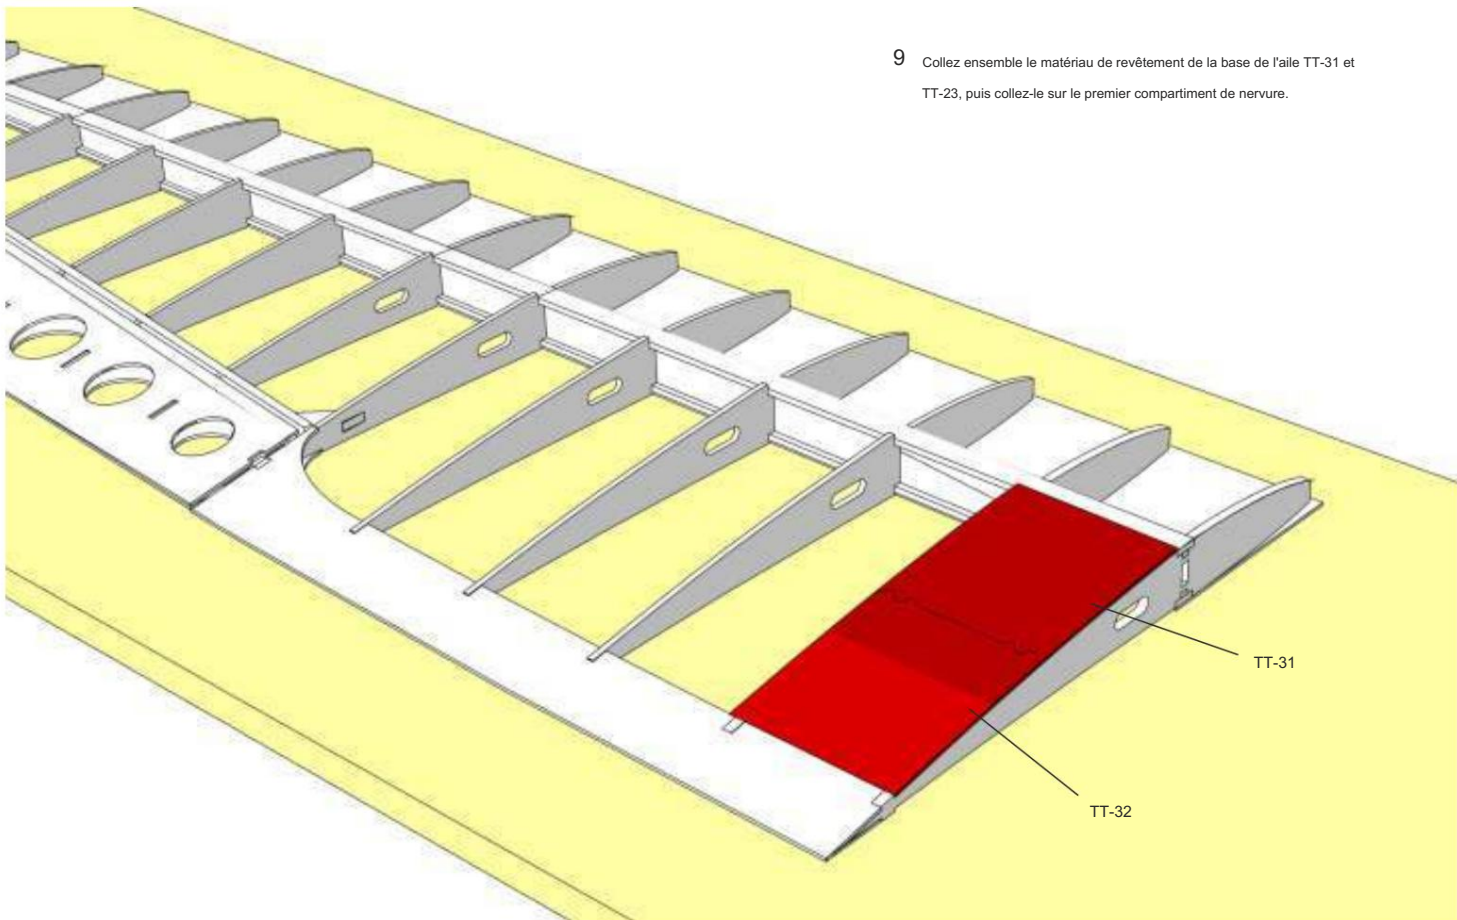 9 Collez ensemble le matériau de revêtement de la base de l'aile TT-31 et
TT-23, puis collez-le sur le premier compartiment de nervure.
TT-31
TT-32